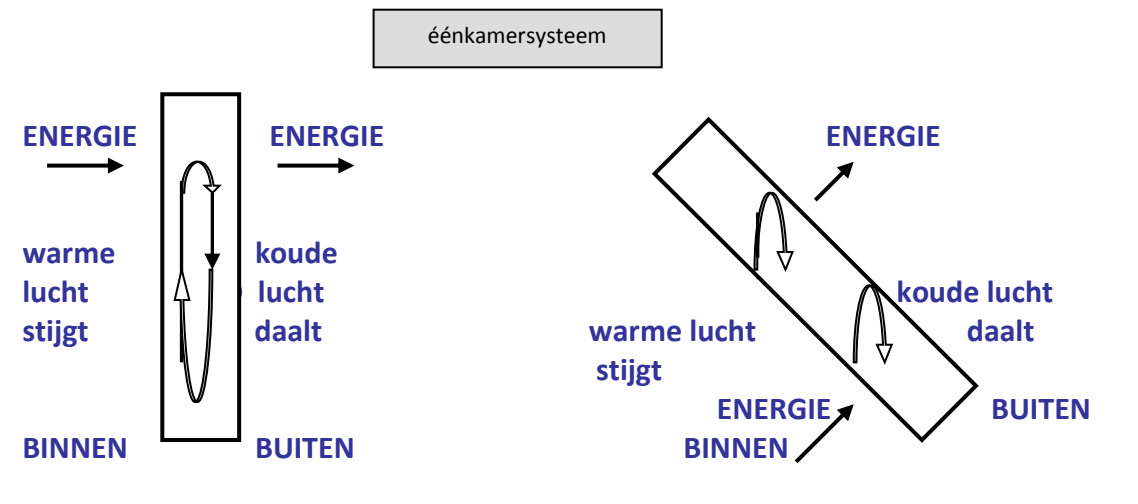 éénkamersysteem
ENERGIE
ENERGIE
warme
lucht
stijgt
koude
lucht
daalt
BINNEN
BUITEN
ENERGIE
koude lucht
daalt
warme lucht
stijgt
ENERGIE
BINNEN
BUITEN